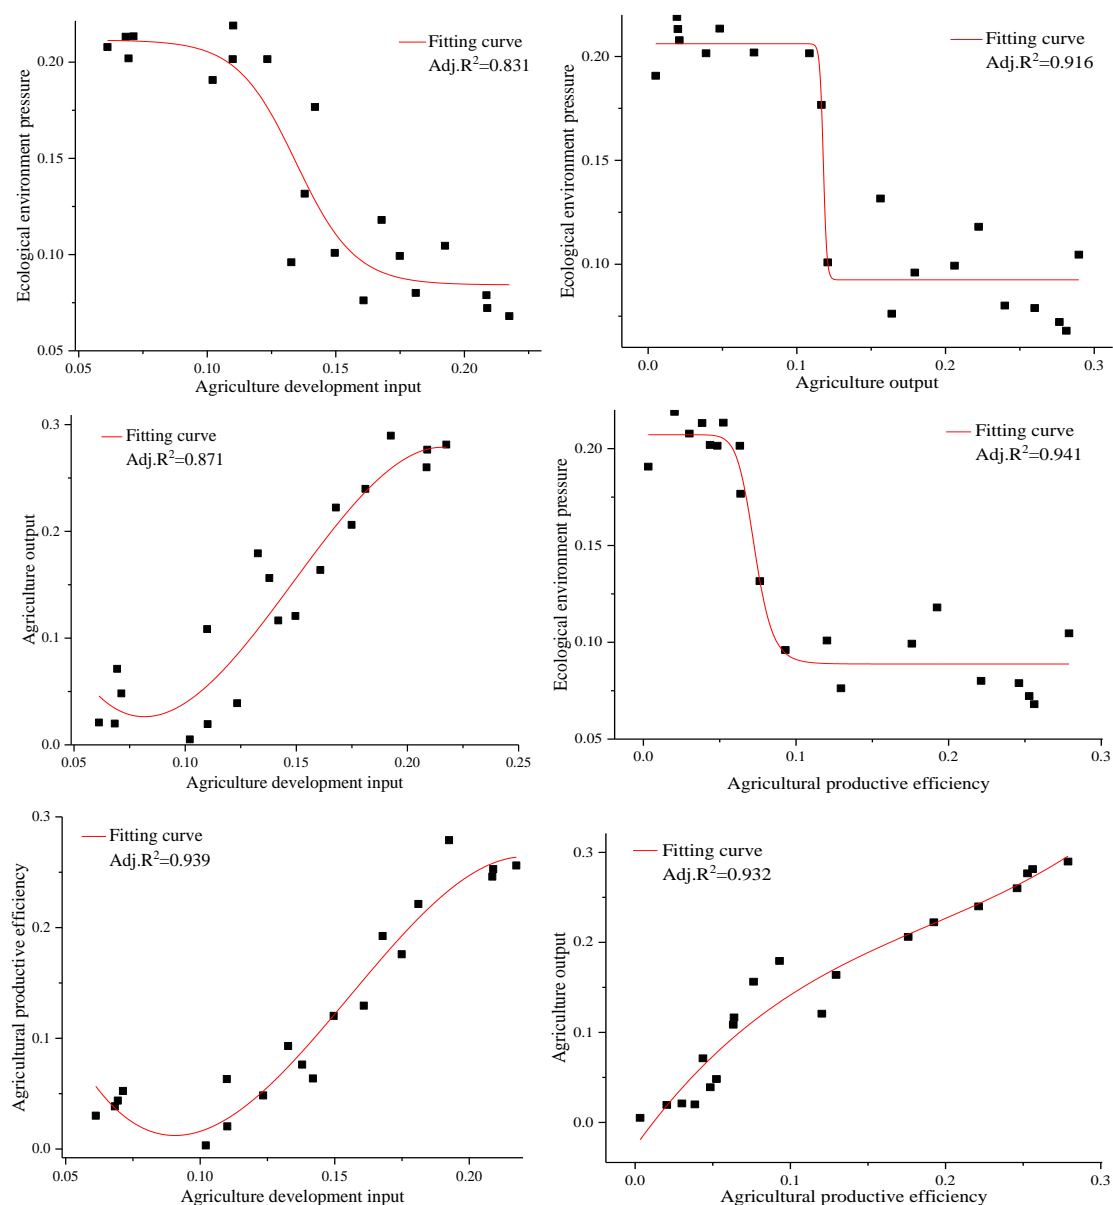 Fitting curve
Adj.R²=0.831
0.20
0.15
0.10
0.05
Ecological environment pressure
0.05
0.10
0.15
0.20
Agriculture development input
Fitting curve
Adj.R²=0.916
0.20
0.15
0.10
Ecological environment pressure
0.0
0.1
0.2
0.3
Agriculture output
Fitting curve
Adj.R²=0.871
0.3
0.2
0.1
0.0
Agriculture output
0.05
0.10
0.15
0.20
0.25
Agriculture development input
Fitting curve
Adj.R²=0.941
0.20
0.15
0.10
0.05
Ecological environment pressure
0.0
0.1
0.2
0.3
Agricultural productive efficiency
Fitting curve
Adj.R²=0.939
0.3
0.2
0.1
0.0
Agricultural productive efficiency
0.05
0.10
0.15
0.20
Agriculture development input
Fitting curve
Adj.R²=0.932
0.3
0.2
0.1
0.0
Agriculture output
0.0
0.1
0.2
0.3
Agricultural productive efficiency